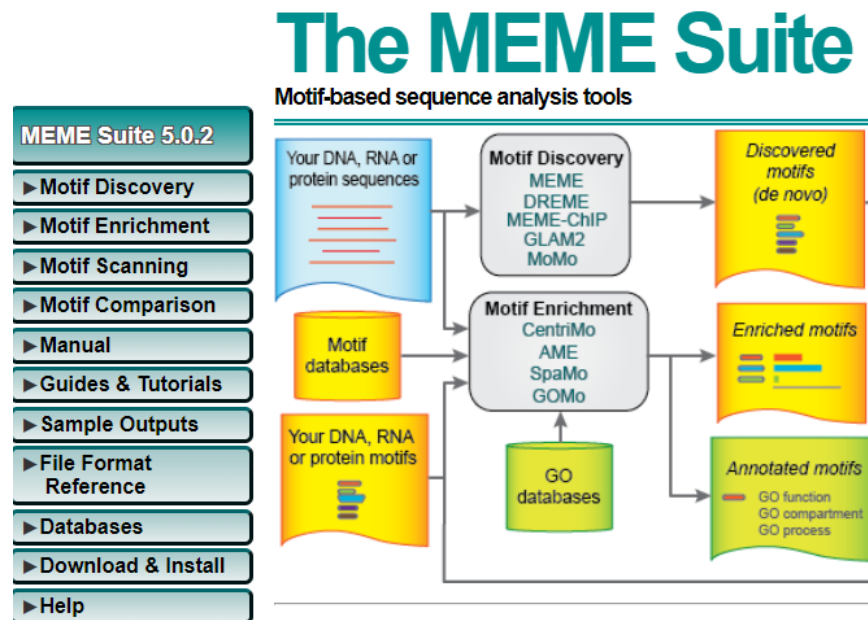 The MEME Suite
Motif-based sequence analysis tools
MEME Suite 5.0.2
►Motif Discovery
►Motif Enrichment
►Motif Scanning
►Motif Comparison
►Manual
►Guides & Tutorials
►Sample Outputs
►File Format
Reference
►Databases
►Download & Install
►Help
Your DNA, RNA or
protein sequences
Motif Discovery
MEME
DREME
MEME-ChIP
GLAM2
MoMo
Discovered
motifs
(de novo)
Motif
databases
Motif Enrichment
CentriMo
AME
SpaMo
GOMo
Enriched motifs
Your DNA, RNA
or protein motifs
GO
databases
Annotated motifs
GO function
GO compartment
GO process